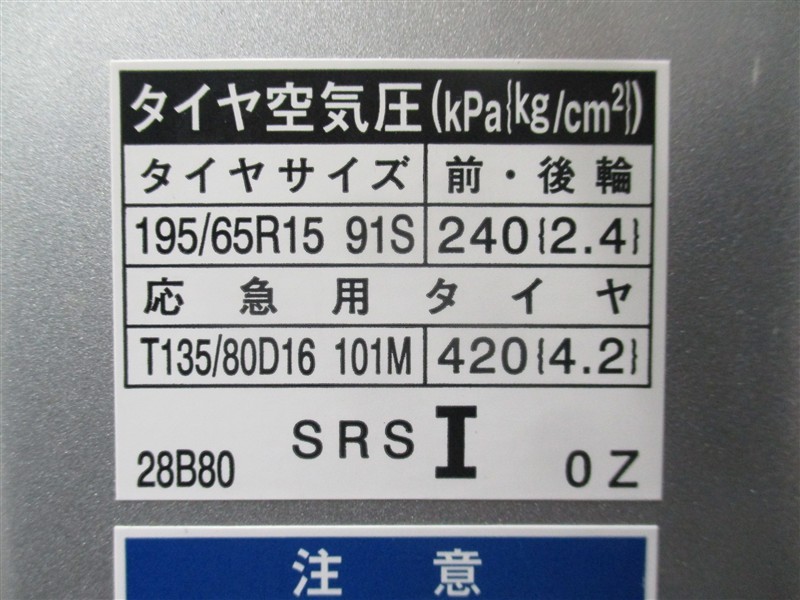 タイヤ空気圧(kPa{kg/cm²})
タイヤサイズ 前・後輪
195/65R15 91S 240{2.4}
応急用タイヤ
T135/80D16 101M 420{4.2}
SRS I
28B80 0Z
注意